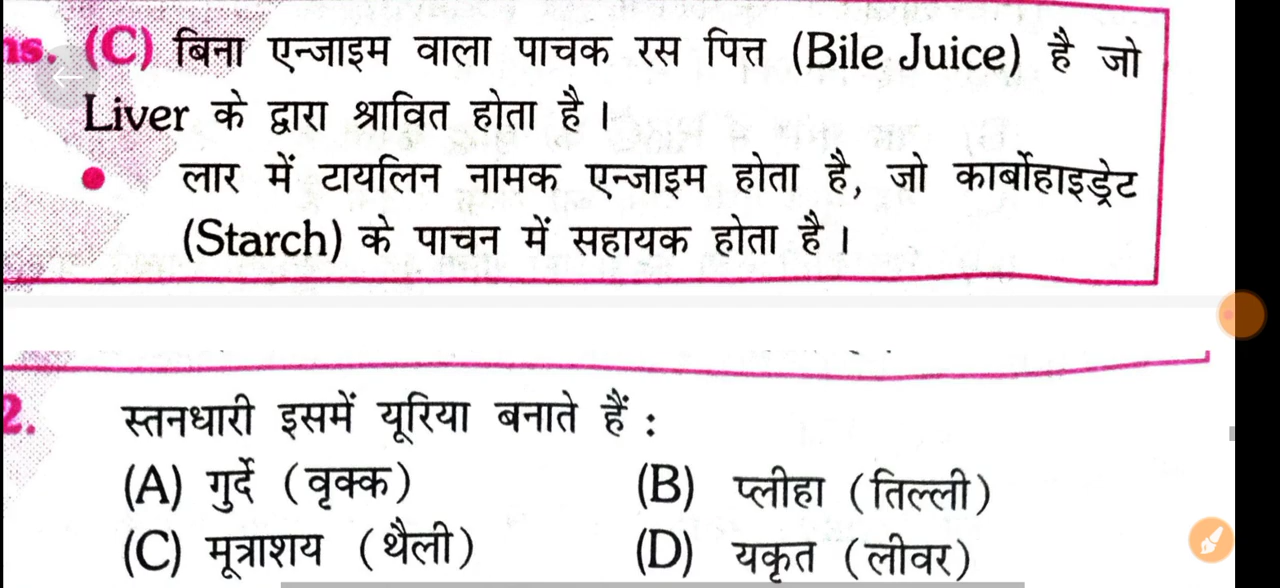 ns. (C) बिना एन्जाइम वाला पाचक रस पित्त (Bile Juice) है जो
Liver के द्वारा श्रावित होता है ।
• लार में टायलिन नामक एन्जाइम होता है, जो कार्बोहाइड्रेट
(Starch) के पाचन में सहायक होता है ।
2. स्तनधारी इसमें यूरिया बनाते हैं :
(A) गुर्दे (वृक्क) (B) प्लीहा (तिल्ली)
(C) मूत्राशय (थैली) (D) यकृत (लीवर)